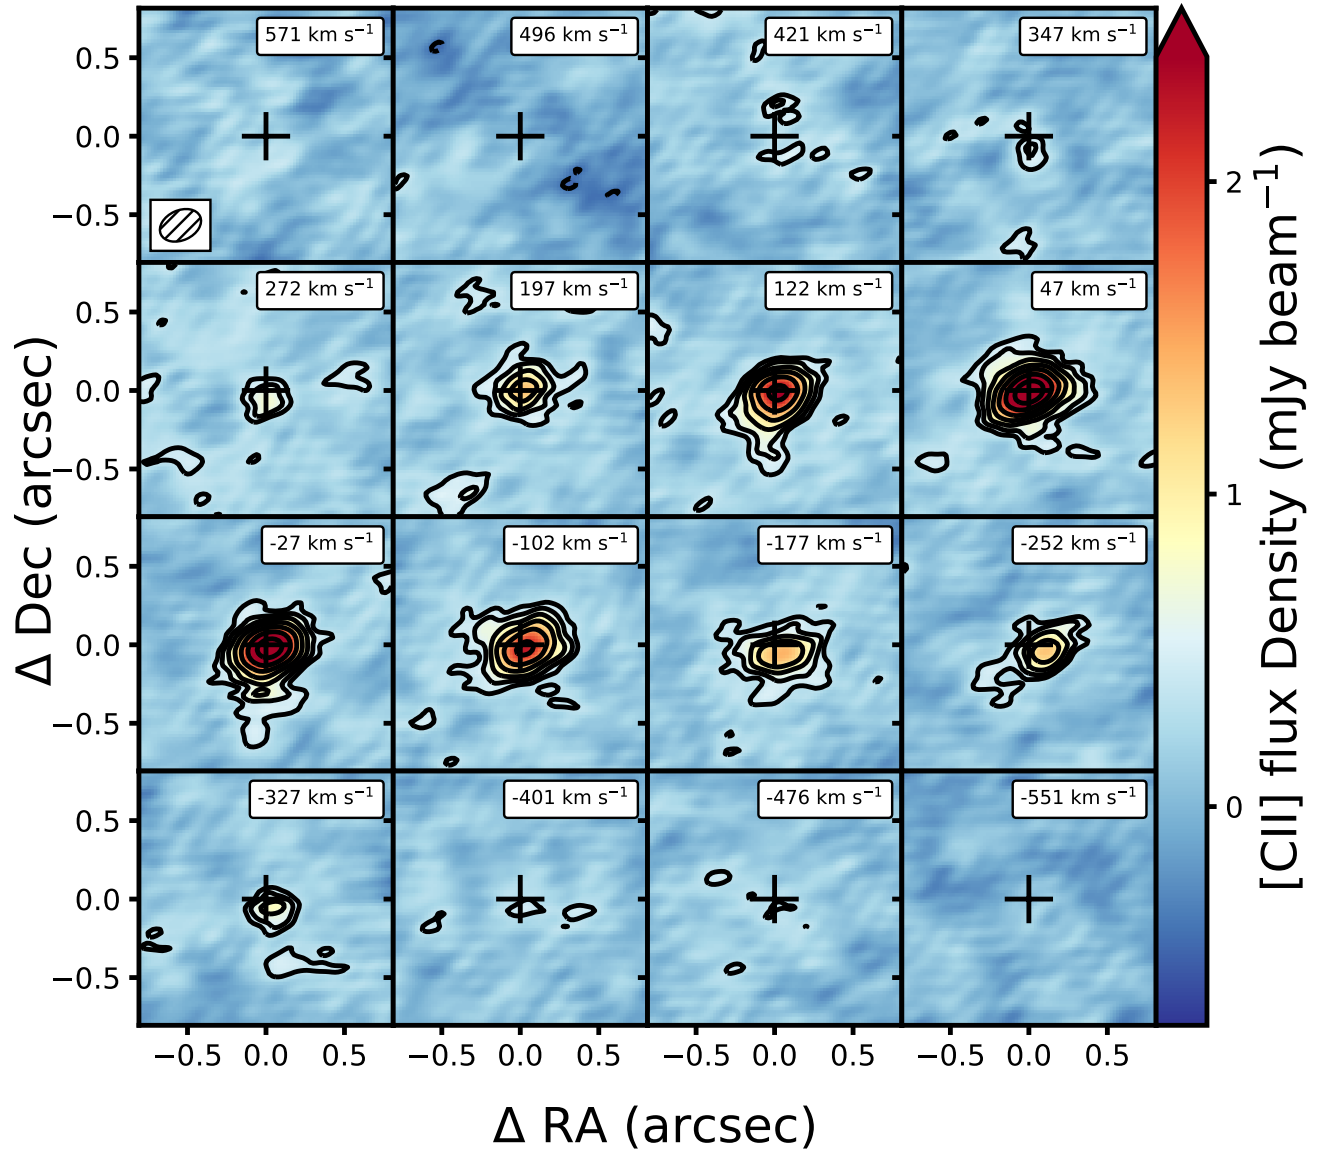 571 km s⁻¹ 496 km s⁻¹ 421 km s⁻¹ 347 km s⁻¹
0.5
0.0
−0.5
272 km s⁻¹ 197 km s⁻¹ 122 km s⁻¹ 47 km s⁻¹
0.5
0.0
−0.5
-27 km s⁻¹ -102 km s⁻¹ -177 km s⁻¹ -252 km s⁻¹
0.5
0.0
−0.5
-327 km s⁻¹ -401 km s⁻¹ -476 km s⁻¹ -551 km s⁻¹
0.5
0.0
−0.5
−0.5 0.0 0.5 −0.5 0.0 0.5 −0.5 0.0 0.5 −0.5 0.0 0.5
Δ RA (arcsec)
Δ Dec (arcsec)
2
1
0
[CII] flux Density (mJy beam⁻¹)